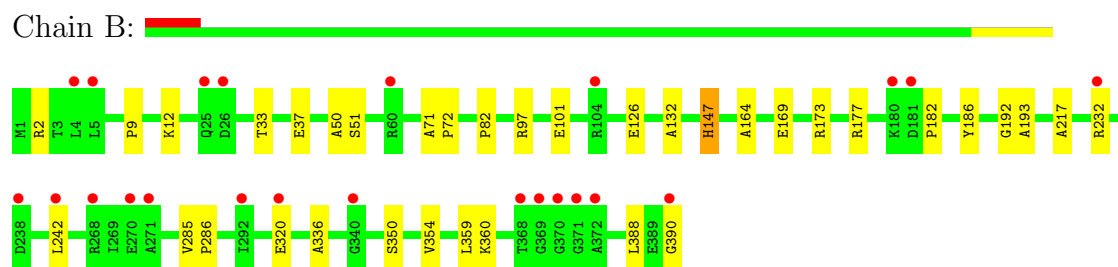 Chain B:
M1 R2 T3 L4 L5 P9 K12 Q25 D26 T33 E37 A50 S51 R60 A71 P72 P82 R97 E101 R104 E126 A132 H147 A164 E169 R173 R177 K180 D181 P182 Y186 G192 A193 A217 R232
D238 L242 R268 I269 E270 A271 V285 P286 I292 E320 A336 G340 S350 V354 L359 K360 T368 G369 G370 G371 A372 L388 E389 G390